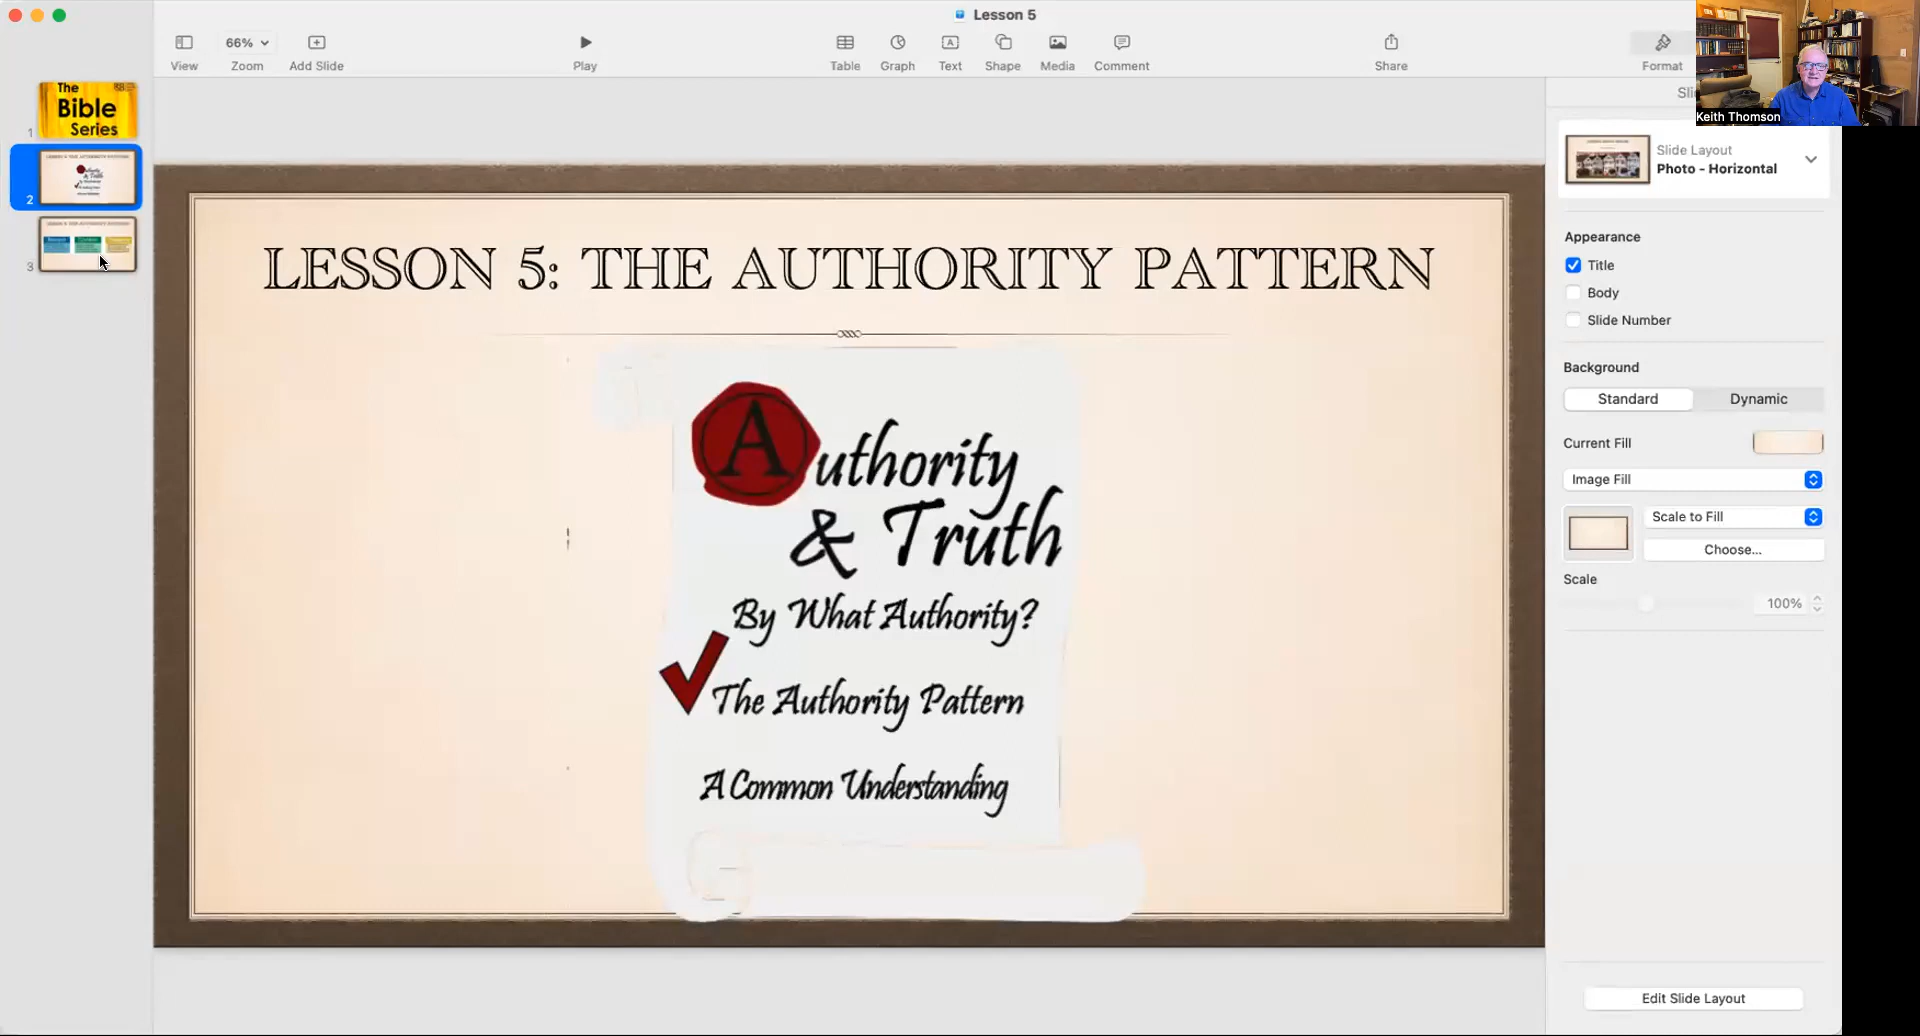 Lesson 5
View
66%
Zoom
Add Slide
Play
Table
Graph
Text
Shape
Media
Comment
Share
Format
Keith Thomson
The
Bible
Series
1
2
3
LESSON 5: THE AUTHORITY PATTERN
Authority
& Truth
By What Authority?
The Authority Pattern
A Common Understanding
Slide Layout
Photo - Horizontal
Appearance
Title
Body
Slide Number
Background
Standard
Dynamic
Current Fill
Image Fill
Scale to Fill
Choose...
Scale
100%
Edit Slide Layout